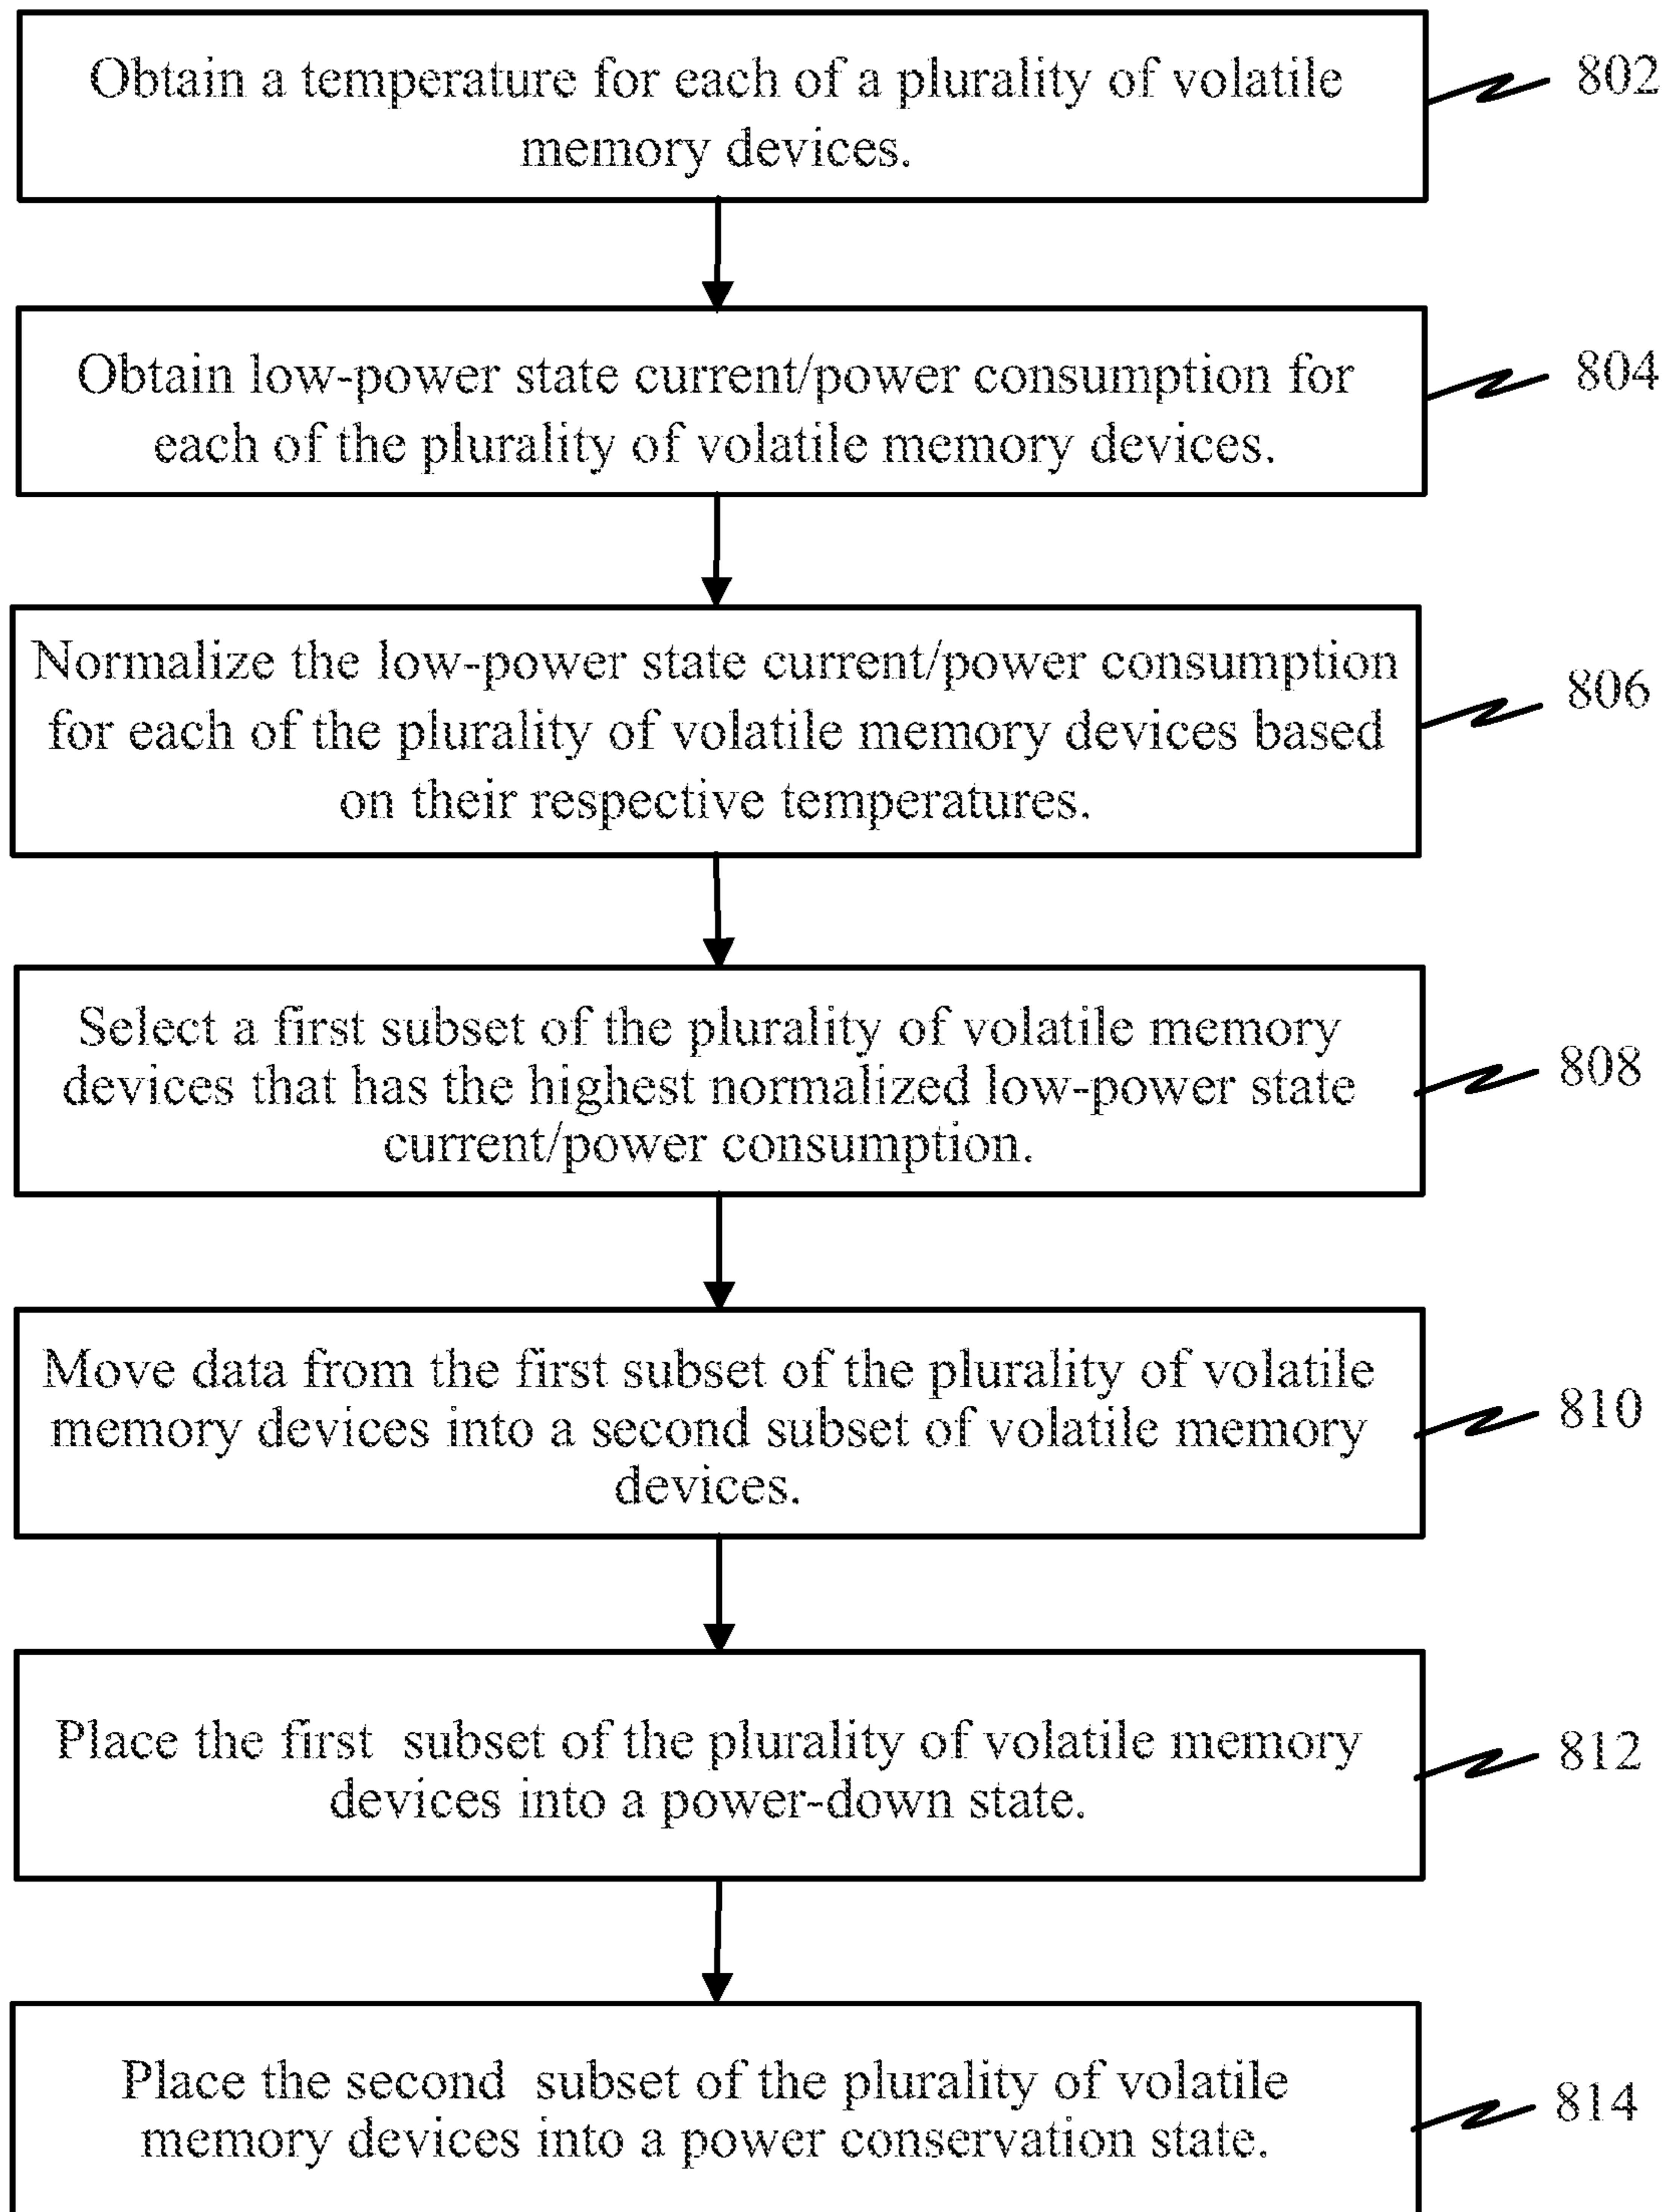 Obtain a temperature for each of a plurality of volatile
memory devices.
802
Obtain low-power state current/power consumption for
each of the plurality of volatile memory devices.
804
Normalize the low-power state current/power consumption
for each of the plurality of volatile memory devices based
on their respective temperatures.
806
Select a first subset of the plurality of volatile memory
devices that has the highest normalized low-power state
current/power consumption.
808
Move data from the first subset of the plurality of volatile
memory devices into a second subset of volatile memory
devices.
810
Place the first subset of the plurality of volatile memory
devices into a power-down state.
812
Place the second subset of the plurality of volatile
memory devices into a power conservation state.
814